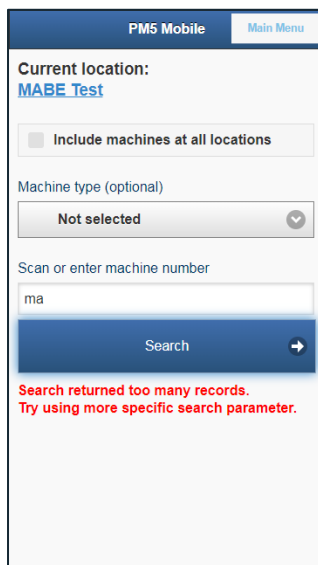 PM5 Mobile
Main Menu
Current location:
MABE Test
Include machines at all locations
Machine type (optional)
Not selected
Scan or enter machine number
ma
Search
Search returned too many records.
Try using more specific search parameter.